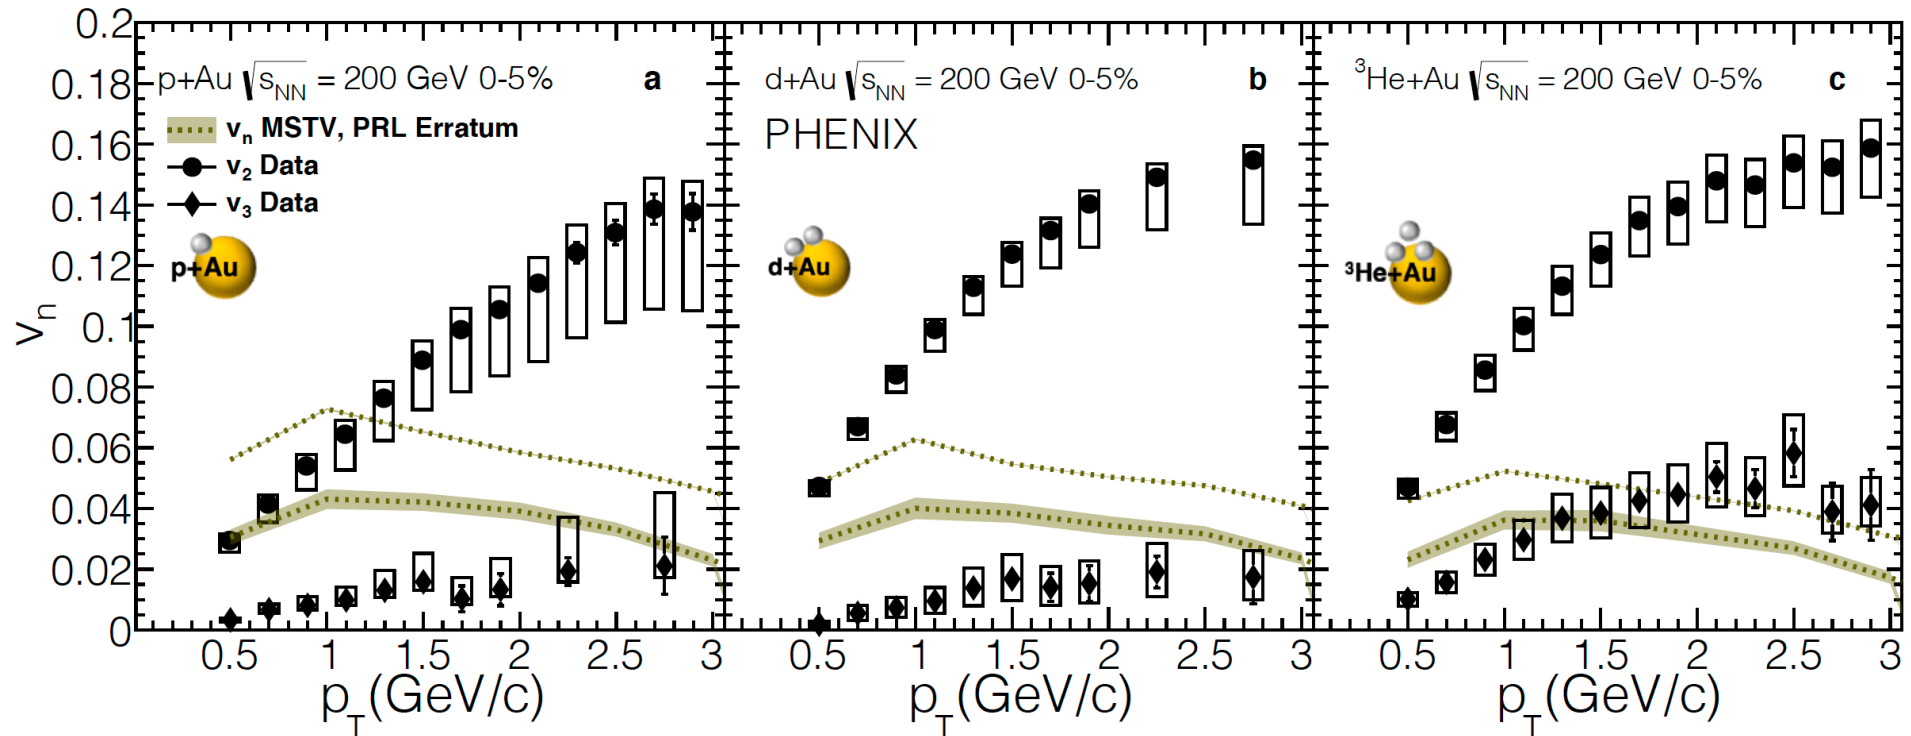 p+Au √s_NN = 200 GeV 0-5% a
v_n MSTV, PRL Erratum
v_2 Data
v_3 Data
p+Au
d+Au √s_NN = 200 GeV 0-5% b
PHENIX
d+Au
³He+Au √s_NN = 200 GeV 0-5% c
³He+Au
v_n
0.2
0.18
0.16
0.14
0.12
0.1
0.08
0.06
0.04
0.02
0
0.5 1 1.5 2 2.5 3
0.5 1 1.5 2 2.5 3
0.5 1 1.5 2 2.5 3
p_T (GeV/c)
p_T (GeV/c)
p_T (GeV/c)